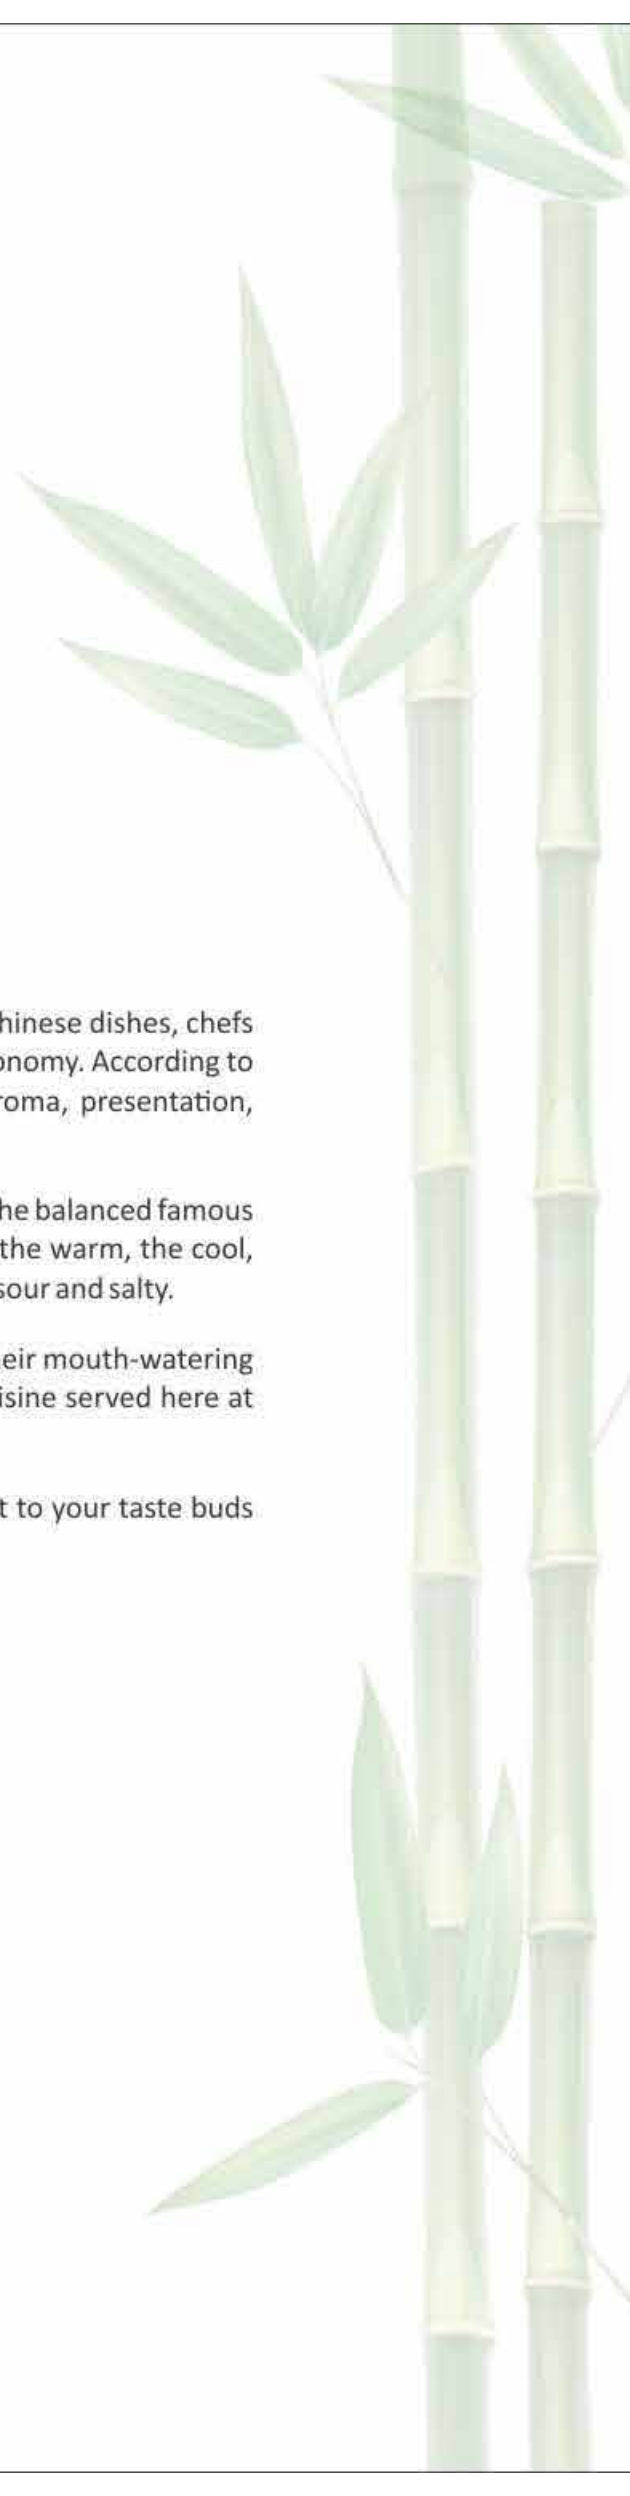 hinese dishes, chefs
onomy. According to
roma, presentation,
he balanced famous
the warm, the cool,
sour and salty.
eir mouth-watering
isine served here at
t to your taste buds